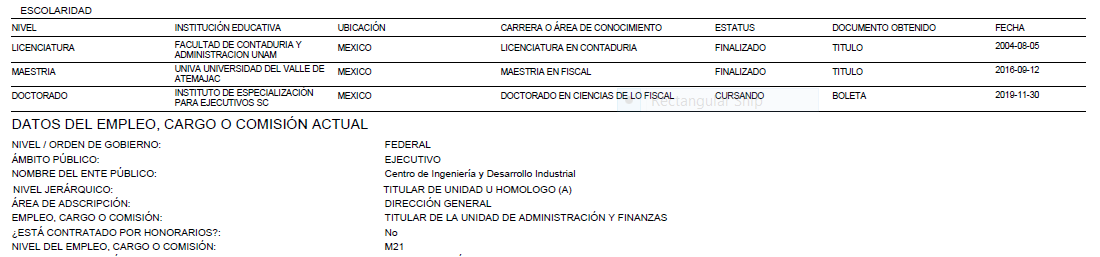 ESCOLARIDAD
NIVEL INSTITUCIÓN EDUCATIVA UBICACIÓN CARRERA O ÁREA DE CONOCIMIENTO ESTATUS DOCUMENTO OBTENIDO FECHA
LICENCIATURA FACULTAD DE CONTADURIA Y ADMINISTRACION UNAM MEXICO LICENCIATURA EN CONTADURIA FINALIZADO TITULO 2004-08-05
MAESTRIA UNIVA UNIVERSIDAD DEL VALLE DE ATEMAJAC MEXICO MAESTRIA EN FISCAL FINALIZADO TITULO 2016-09-12
DOCTORADO INSTITUTO DE ESPECIALIZACIÓN PARA EJECUTIVOS SC MEXICO DOCTORADO EN CIENCIAS DE LO FISCAL CURSANDO BOLETA 2019-11-30
Rectangular Snip
DATOS DEL EMPLEO, CARGO O COMISIÓN ACTUAL
NIVEL / ORDEN DE GOBIERNO: FEDERAL
ÁMBITO PÚBLICO: EJECUTIVO
NOMBRE DEL ENTE PÚBLICO: Centro de Ingeniería y Desarrollo Industrial
NIVEL JERÁRQUICO: TITULAR DE UNIDAD U HOMOLOGO (A)
ÁREA DE ADSCRIPCIÓN: DIRECCIÓN GENERAL
EMPLEO, CARGO O COMISIÓN: TITULAR DE LA UNIDAD DE ADMINISTRACIÓN Y FINANZAS
¿ESTÁ CONTRATADO POR HONORARIOS?: No
NIVEL DEL EMPLEO, CARGO O COMISIÓN: M21